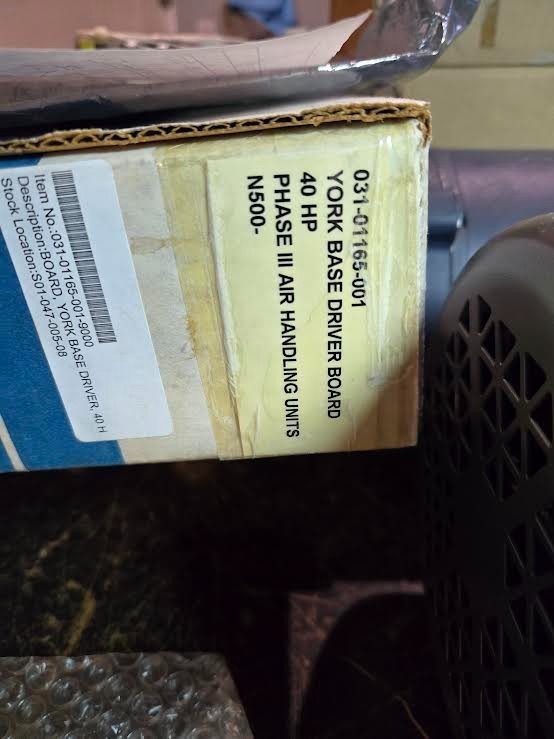 031-01165-001
YORK BASE DRIVER BOARD
40 HP
PHASE III AIR HANDLING UNITS
N500-
Item No.:031-01165-001-9000
Description:BOARD, YORK BASE DRIVER, 40 H
Stock Location:S01-047-005-08